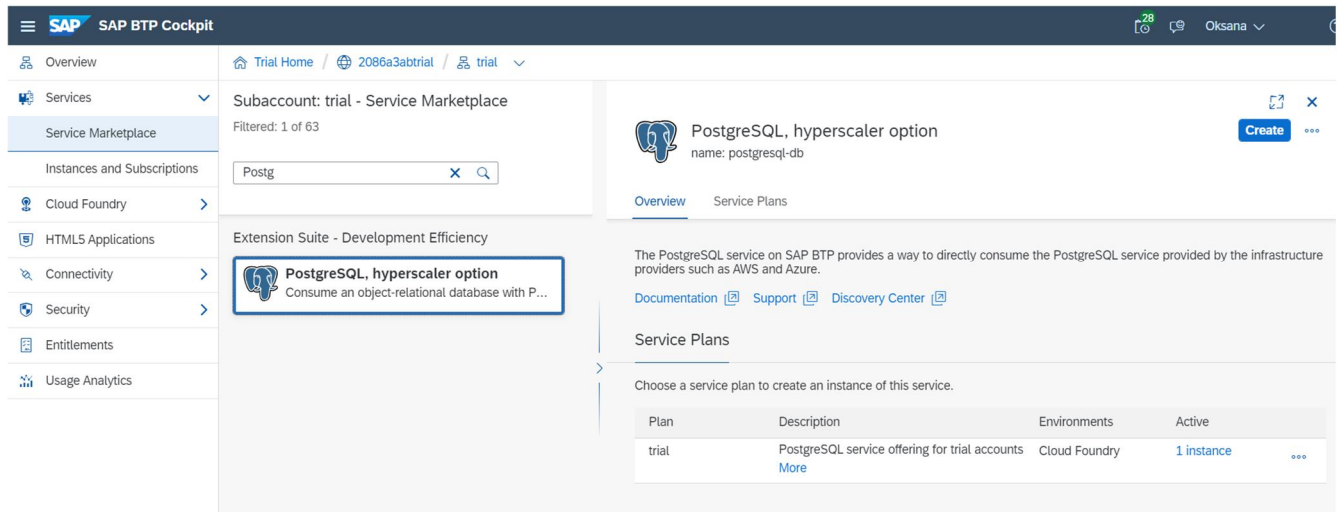 SAP SAP BTP Cockpit
28
Oksana
Overview
Services
Service Marketplace
Instances and Subscriptions
Cloud Foundry
HTML5 Applications
Connectivity
Security
Entitlements
Usage Analytics
Trial Home / 2086a3abtrial / trial
Subaccount: trial - Service Marketplace
Filtered: 1 of 63
Postg
Extension Suite - Development Efficiency
PostgreSQL, hyperscaler option
Consume an object-relational database with P...
PostgreSQL, hyperscaler option
name: postgresql-db
Create
Overview Service Plans
The PostgreSQL service on SAP BTP provides a way to directly consume the PostgreSQL service provided by the infrastructure
providers such as AWS and Azure.
Documentation Support Discovery Center
Service Plans
Choose a service plan to create an instance of this service.
Plan Description Environments Active
trial PostgreSQL service offering for trial accounts Cloud Foundry 1 instance
More